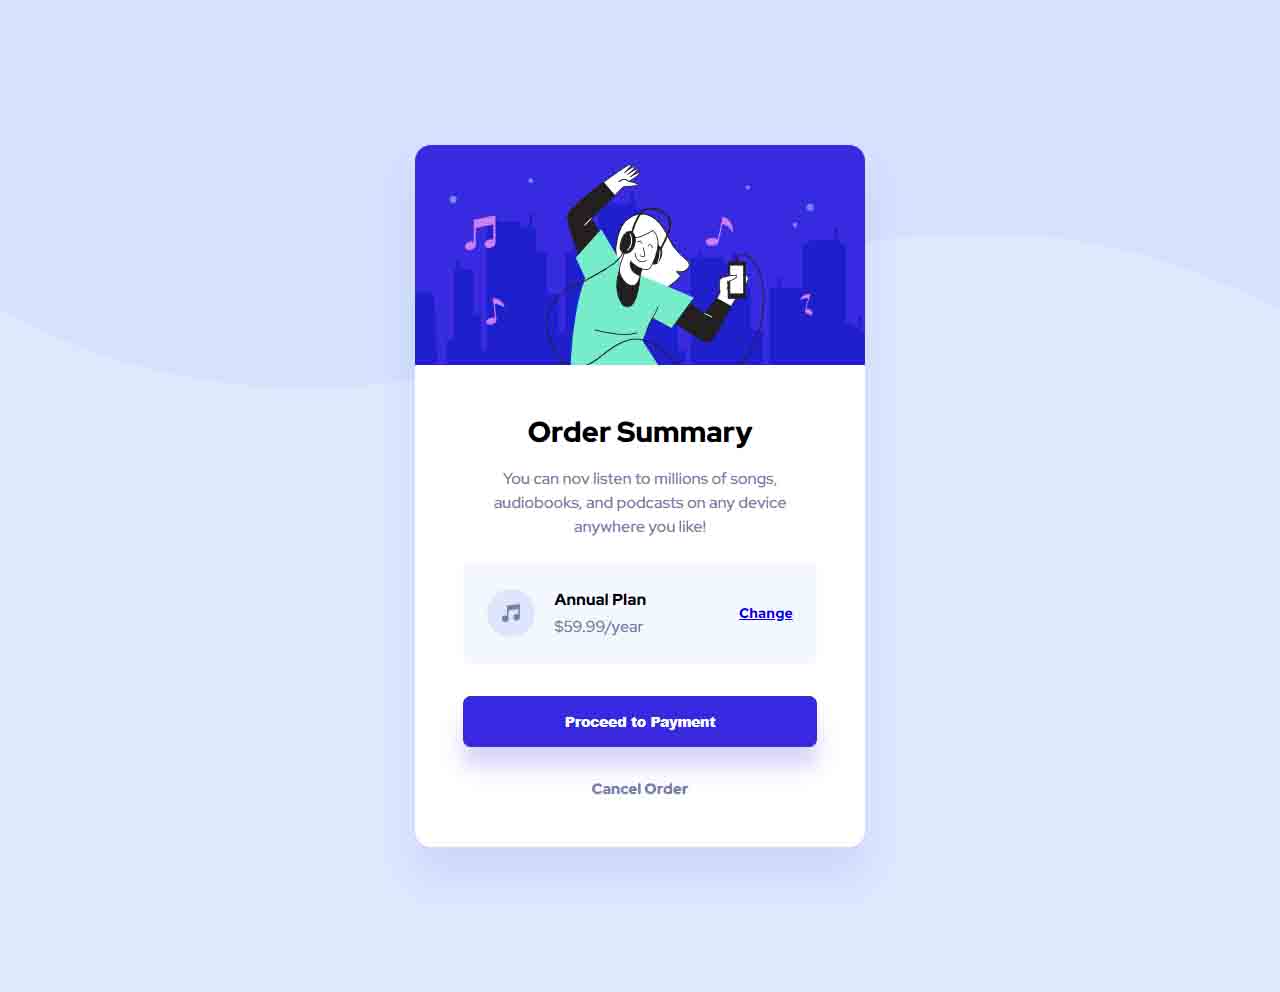 Order Summary
You can nov listen to millions of songs,
audiobooks, and podcasts on any device
anywhere you like!
Annual Plan
$59.99/year
Change
Proceed to Payment
Cancel Order